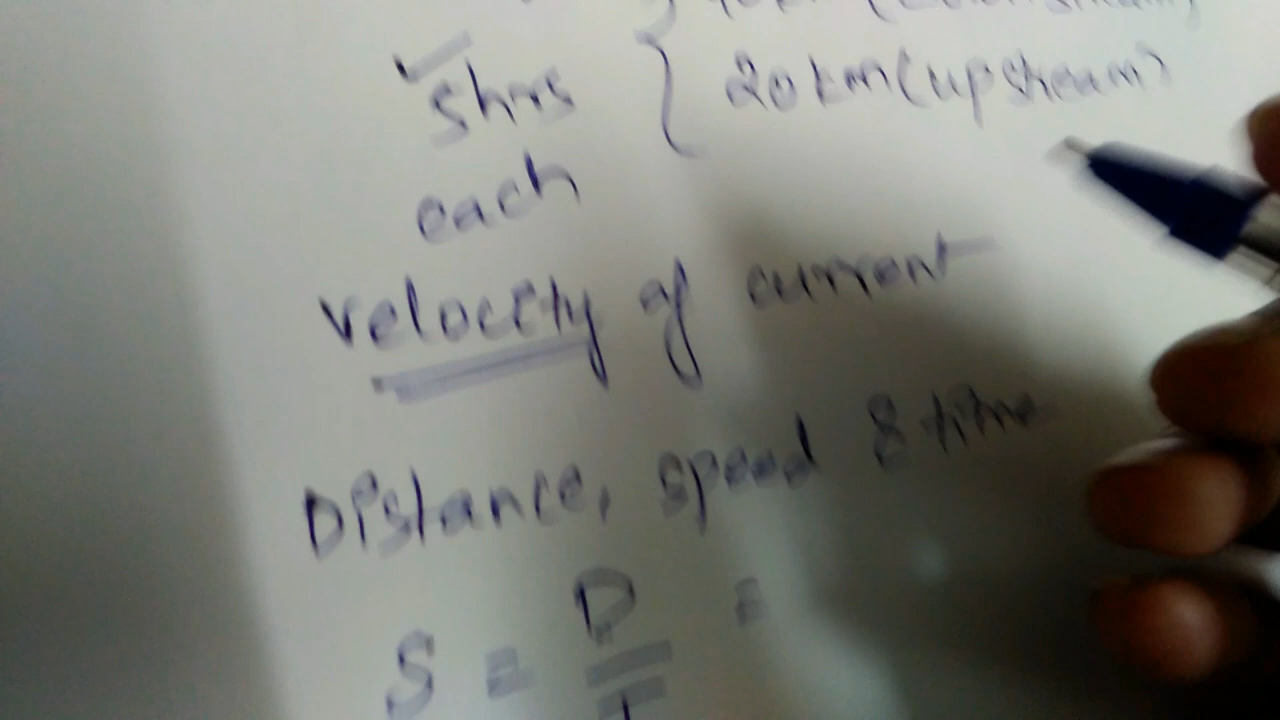 5hrs { 20 km (upstream)
each
velocity of current
Distance, speed & time
S = D =